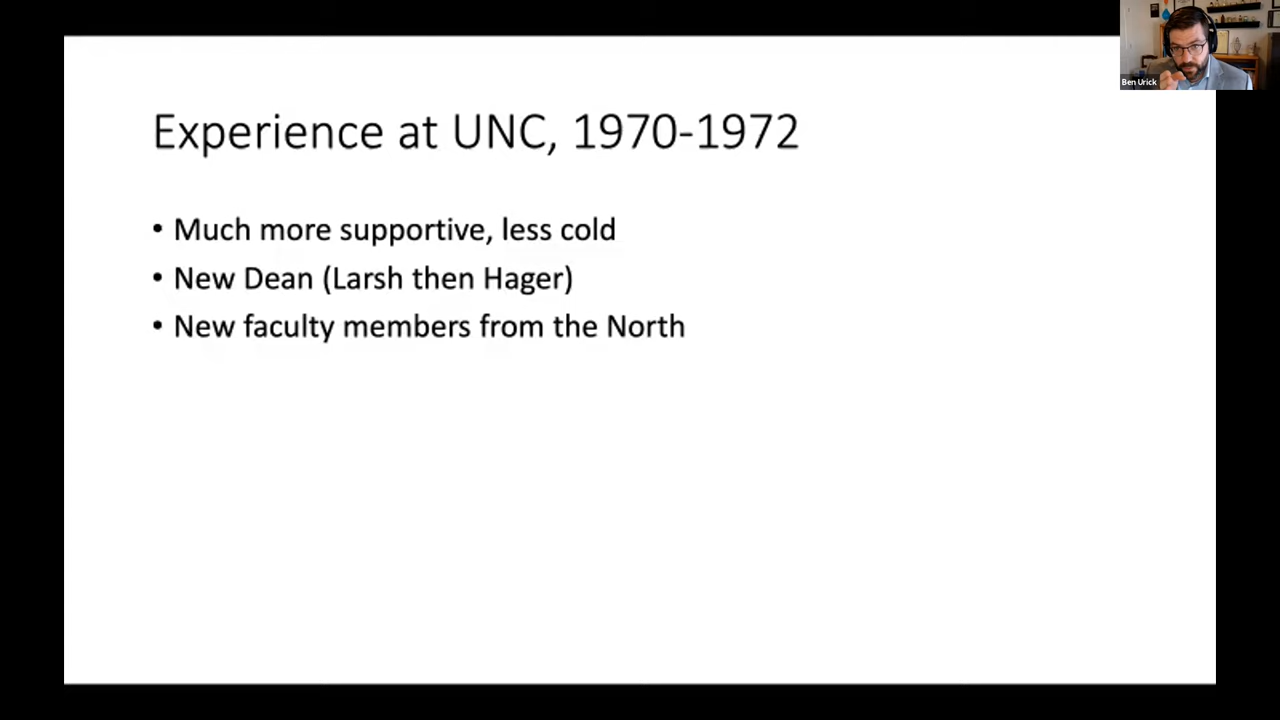 Ben Urick
Experience at UNC, 1970-1972
• Much more supportive, less cold
• New Dean (Larsh then Hager)
• New faculty members from the North